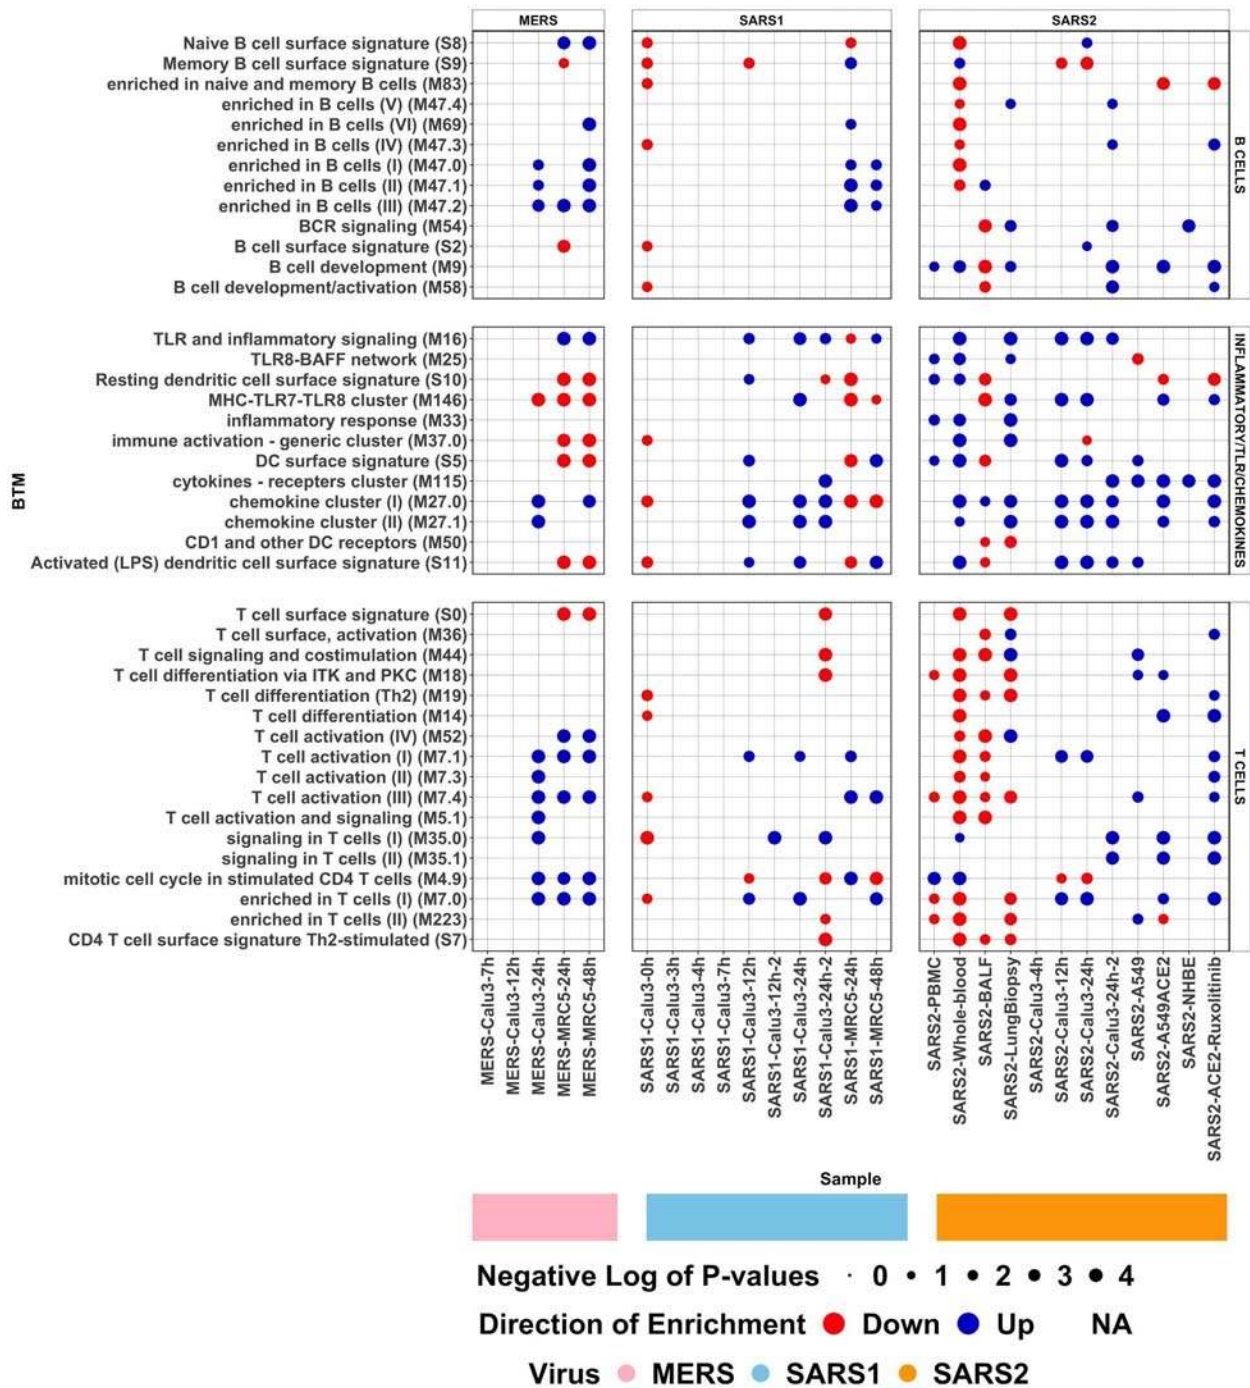 MERS
SARS1
SARS2
Naive B cell surface signature (S8)
Memory B cell surface signature (S9)
enriched in naive and memory B cells (M83)
enriched in B cells (V) (M47.4)
enriched in B cells (VI) (M69)
enriched in B cells (IV) (M47.3)
enriched in B cells (I) (M47.0)
enriched in B cells (II) (M47.1)
enriched in B cells (III) (M47.2)
BCR signaling (M54)
B cell surface signature (S2)
B cell development (M9)
B cell development/activation (M58)
B CELLS
TLR and inflammatory signaling (M16)
TLR8-BAFF network (M25)
Resting dendritic cell surface signature (S10)
MHC-TLR7-TLR8 cluster (M146)
inflammatory response (M33)
immune activation - generic cluster (M37.0)
DC surface signature (S5)
cytokines - recepters cluster (M115)
chemokine cluster (I) (M27.0)
chemokine cluster (II) (M27.1)
CD1 and other DC receptors (M50)
Activated (LPS) dendritic cell surface signature (S11)
INFLAMMATORY/TLR/CHEMOKINES
BTM
T cell surface signature (S0)
T cell surface, activation (M36)
T cell signaling and costimulation (M44)
T cell differentiation via ITK and PKC (M18)
T cell differentiation (Th2) (M19)
T cell differentiation (M14)
T cell activation (IV) (M52)
T cell activation (I) (M7.1)
T cell activation (II) (M7.3)
T cell activation (III) (M7.4)
T cell activation and signaling (M5.1)
signaling in T cells (I) (M35.0)
signaling in T cells (II) (M35.1)
mitotic cell cycle in stimulated CD4 T cells (M4.9)
enriched in T cells (I) (M7.0)
enriched in T cells (II) (M223)
CD4 T cell surface signature Th2-stimulated (S7)
T CELLS
MERS-Calu3-7h
MERS-Calu3-12h
MERS-Calu3-24h
MERS-MRC5-24h
MERS-MRC5-48h
SARS1-Calu3-0h
SARS1-Calu3-3h
SARS1-Calu3-4h
SARS1-Calu3-7h
SARS1-Calu3-12h
SARS1-Calu3-12h-2
SARS1-Calu3-24h
SARS1-Calu3-24h-2
SARS1-MRC5-24h
SARS1-MRC5-48h
SARS2-PBMC
SARS2-Whole-blood
SARS2-BALF
SARS2-LungBiopsy
SARS2-Calu3-4h
SARS2-Calu3-12h
SARS2-Calu3-24h
SARS2-Calu3-24h-2
SARS2-A549
SARS2-A549ACE2
SARS2-NHBE
SARS2-ACE2-Ruxolitinib
Sample
Negative Log of P-values 0 1 2 3 4
Direction of Enrichment Down Up NA
Virus MERS SARS1 SARS2